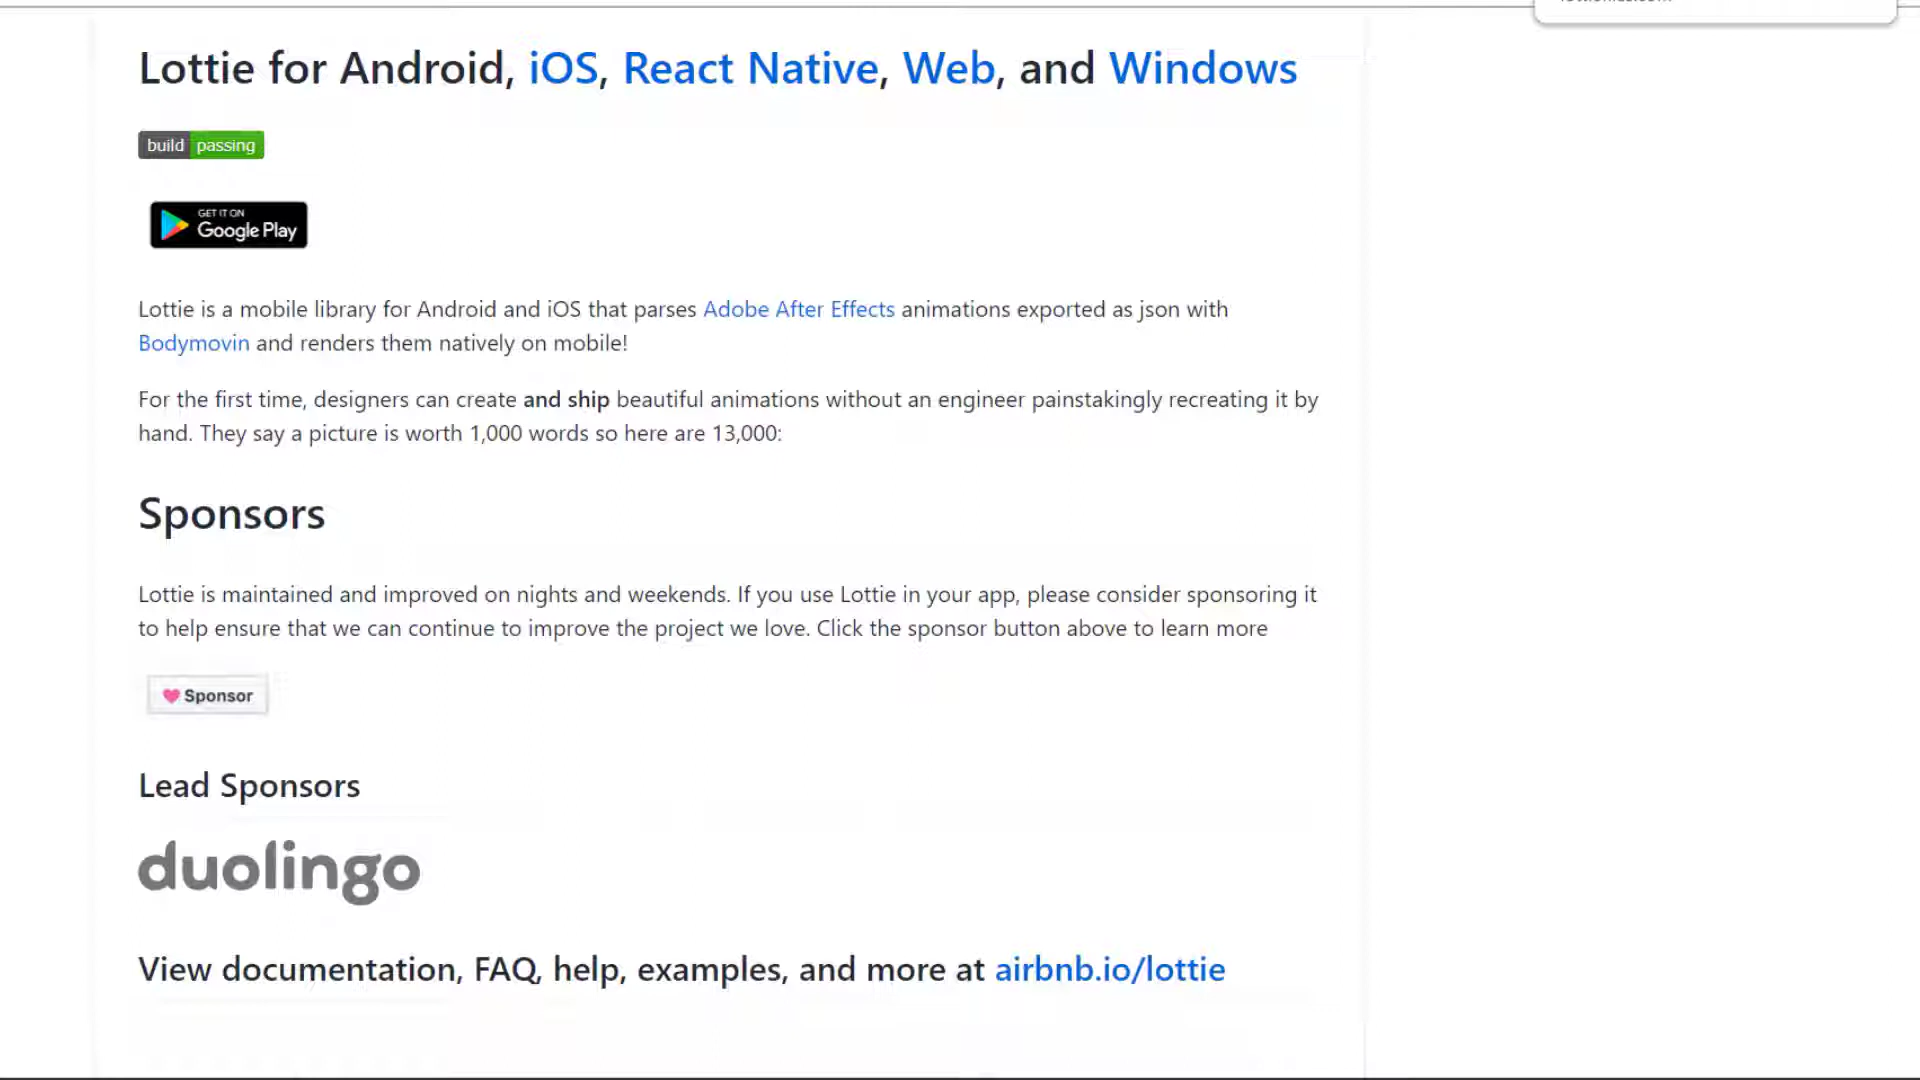 Lottie for Android, iOS, React Native, Web, and Windows
build passing
GET IT ON
Google Play
Lottie is a mobile library for Android and iOS that parses Adobe After Effects animations exported as json with
Bodymovin and renders them natively on mobile!
For the first time, designers can create and ship beautiful animations without an engineer painstakingly recreating it by
hand. They say a picture is worth 1,000 words so here are 13,000:
Sponsors
Lottie is maintained and improved on nights and weekends. If you use Lottie in your app, please consider sponsoring it
to help ensure that we can continue to improve the project we love. Click the sponsor button above to learn more
Sponsor
Lead Sponsors
duolingo
View documentation, FAQ, help, examples, and more at airbnb.io/lottie